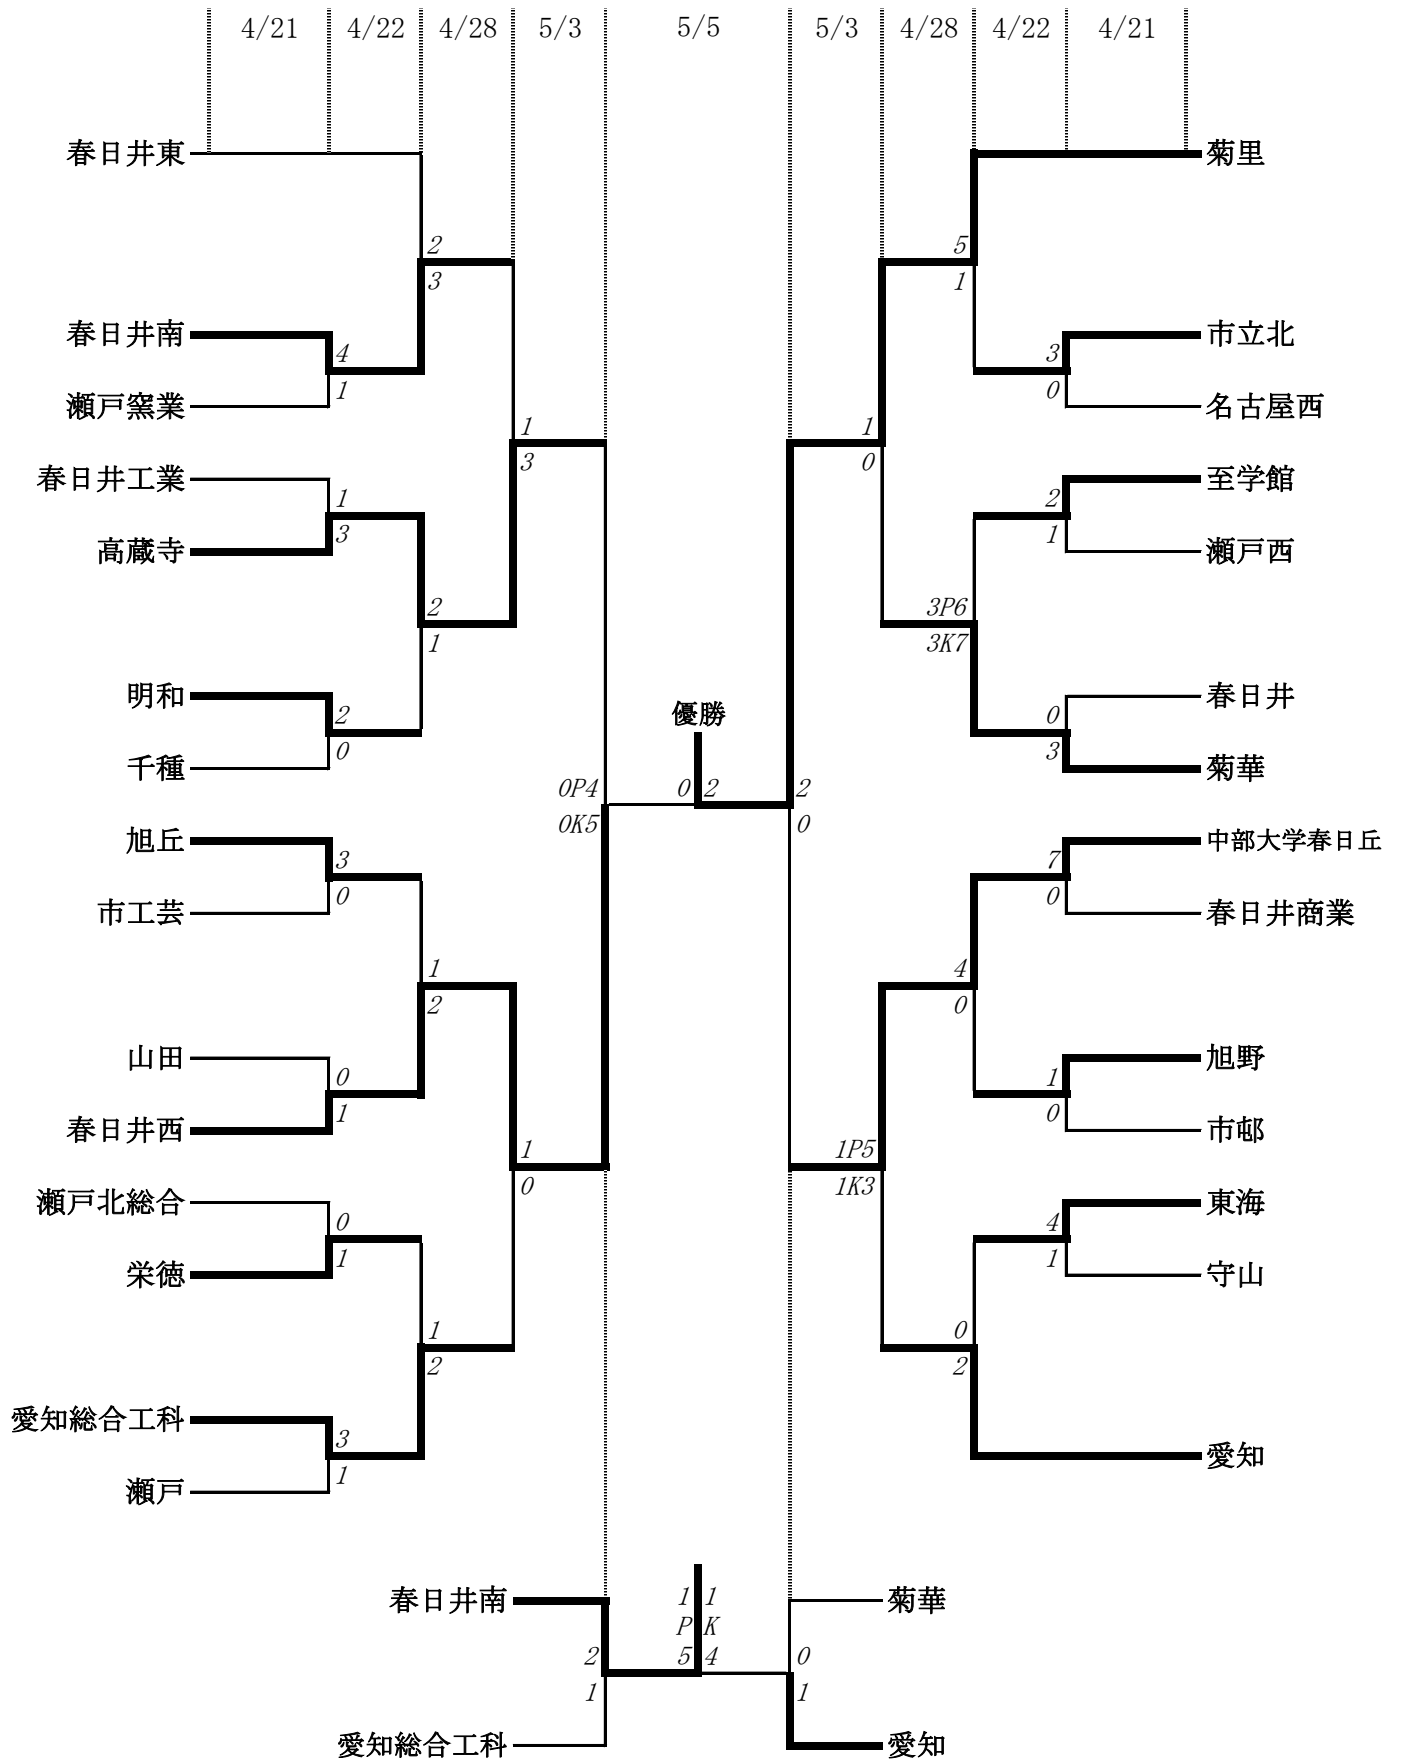 4/21 4/22 4/28 5/3 5/5 5/3 4/28 4/22 4/21
春日井東
菊里
2
5
3
1
春日井南
市立北
4
3
1
0
瀬戸窯業
名古屋西
1
1
3
0
春日井工業
至学館
1
2
3
1
高蔵寺
瀬戸西
2
3P6
1
3K7
明和
春日井
優勝
2
0
0
3
千種
菊華
0P4
0 2
2
0K5
0
旭丘
中部大学春日丘
3
7
0
0
市工芸
春日井商業
1
4
2
0
山田
旭野
0
1
1
0
春日井西
市邨
1
1P5
0
1K3
瀬戸北総合
東海
0
4
1
1
栄徳
守山
1
0
2
2
愛知総合工科
3
1
愛知
瀬戸
春日井南
1 1
菊華
P K
2
5 4
0
1
1
愛知総合工科
愛知